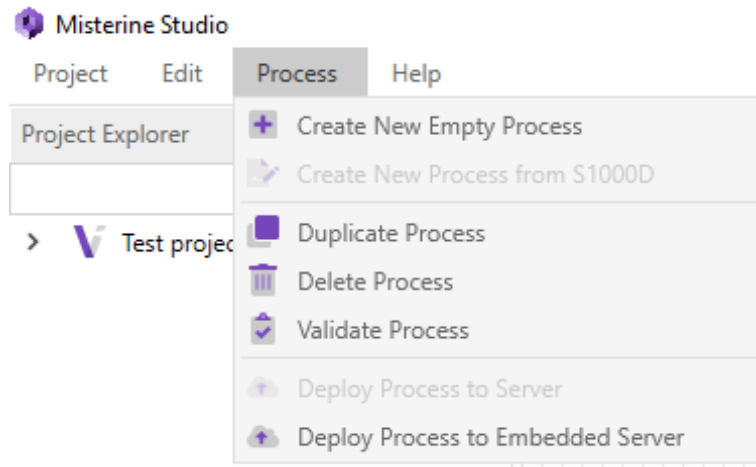 Misterine Studio
Project Edit Process Help
Project Explorer
Create New Empty Process
Create New Process from S1000D
Test projec
Duplicate Process
Delete Process
Validate Process
Deploy Process to Server
Deploy Process to Embedded Server